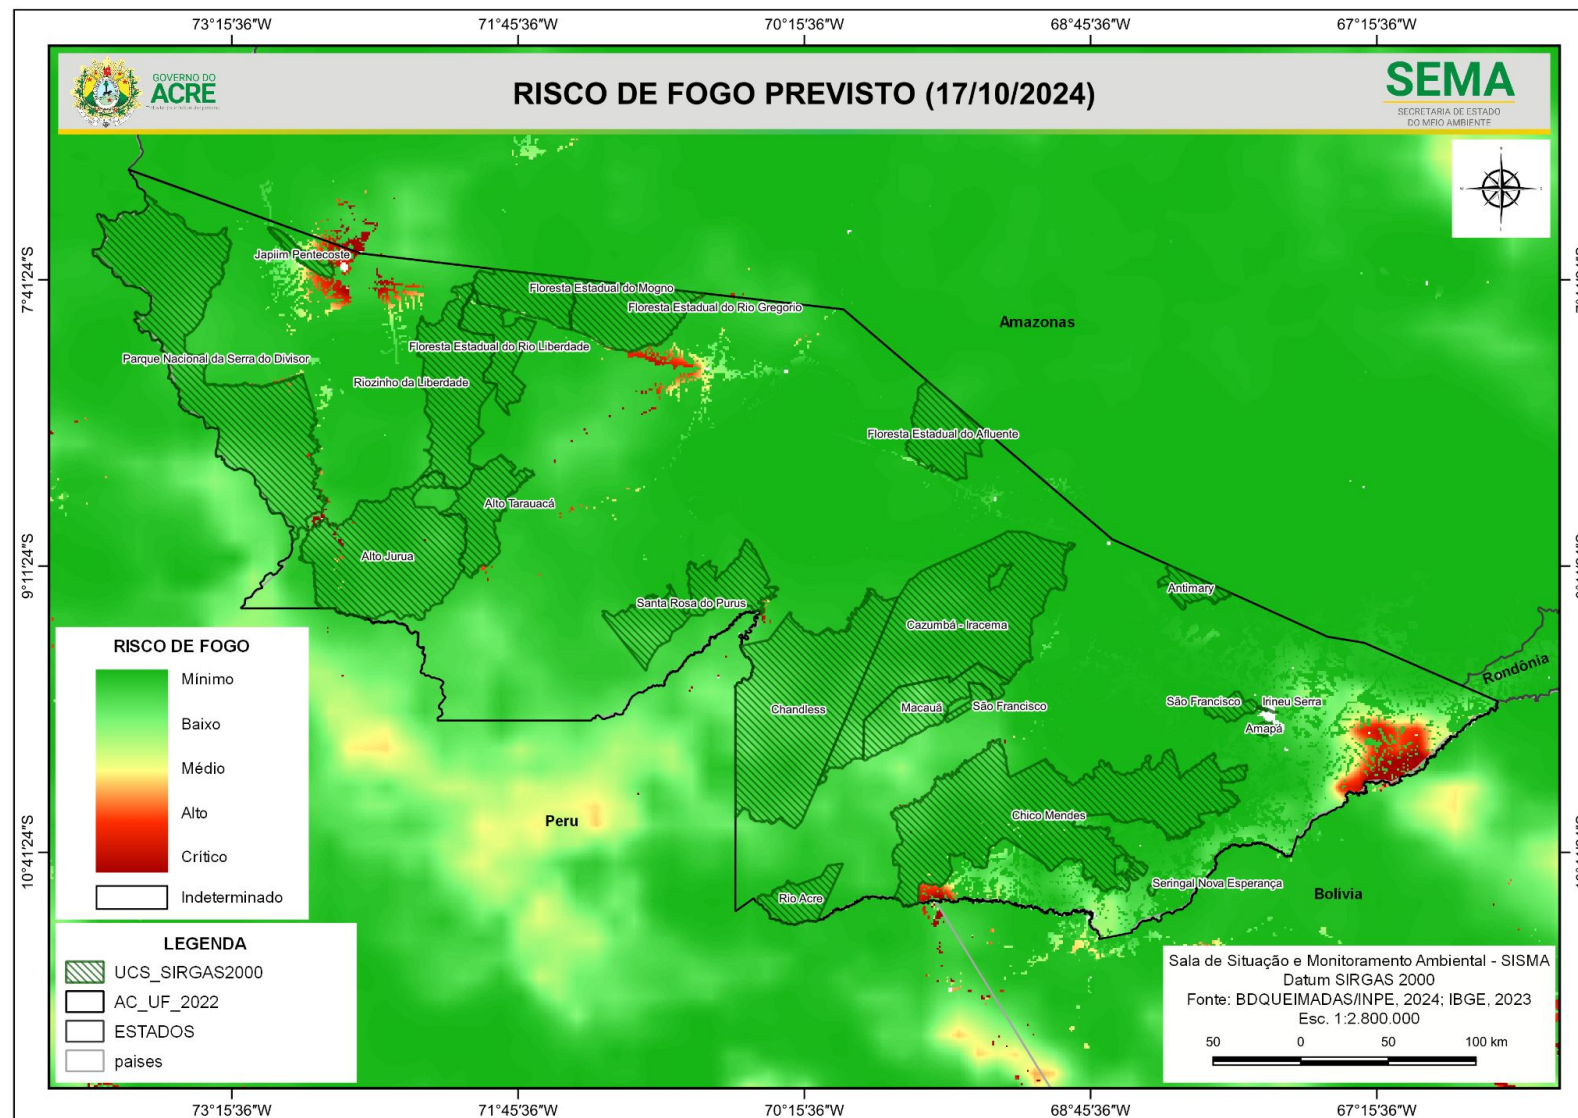 73°15'36"W
71°45'36"W
70°15'36"W
68°45'36"W
67°15'36"W
GOVERNO DO
ACRE
RISCO DE FOGO PREVISTO (17/10/2024)
SEMA
SECRETARIA DE ESTADO
DO MEIO AMBIENTE
7°41'24"S
Japiim Pentecoste
Floresta Estadual do Mogno
Floresta Estadual do Rio Gregorio
Amazonas
Floresta Estadual do Rio Liberdade
Parque Nacional da Serra do Divisor
Riozinho da Liberdade
Floresta Estadual do Afluente
Alto Tarauacá
Alto Jurua
9°11'24"S
Antimary
Santa Rosa do Purus
Cazumbá - Iracema
Rondônia
Chandless
Macauã
São Francisco
São Francisco
Irineu Serra
Amapá
Peru
Chico Mendes
10°41'24"S
Seringal Nova Esperança
Bolívia
Rio Acre
RISCO DE FOGO
Mínimo
Baixo
Médio
Alto
Crítico
Indeterminado
LEGENDA
UCS_SIRGAS2000
AC_UF_2022
ESTADOS
paises
Sala de Situação e Monitoramento Ambiental - SISMA
Datum SIRGAS 2000
Fonte: BDQUEIMADAS/INPE, 2024; IBGE, 2023
Esc. 1:2.800.000
50 0 50 100 km
73°15'36"W
71°45'36"W
70°15'36"W
68°45'36"W
67°15'36"W